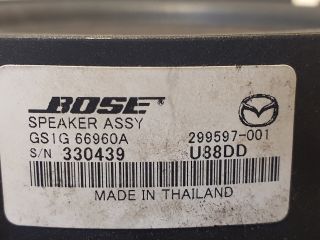 BOSE
SPEAKER ASSY
GS1G 66960A 299597-001
S/N 330439 U88DD
MADE IN THAILAND